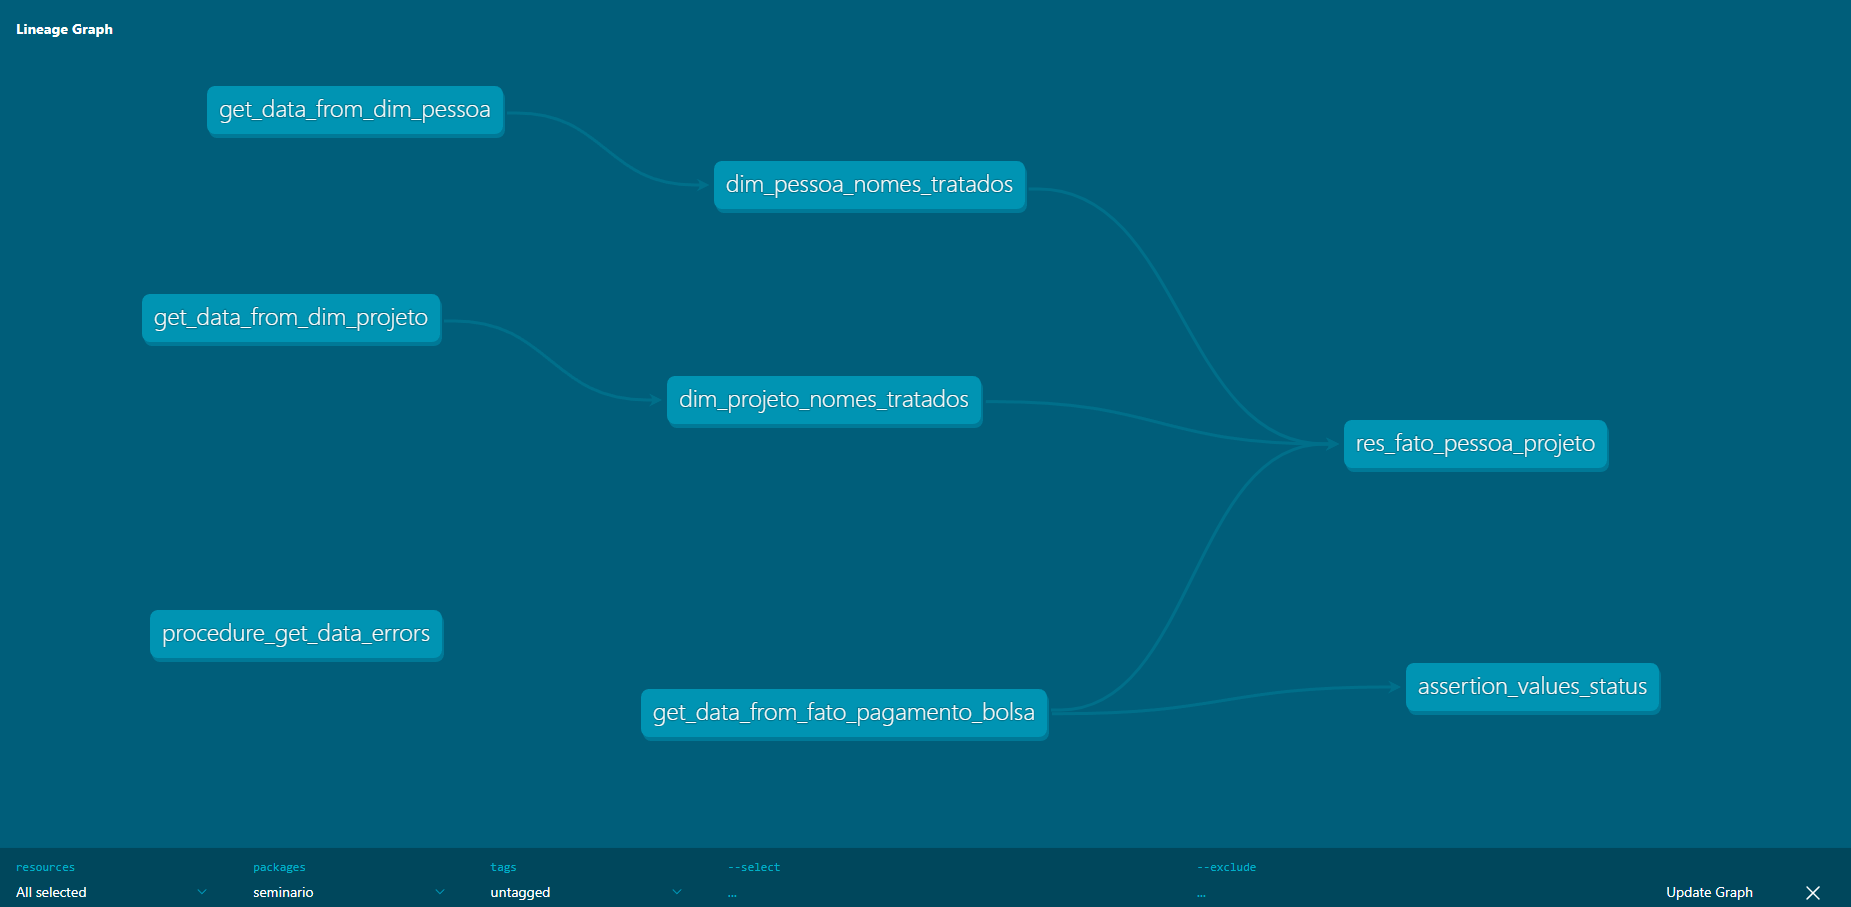 Lineage Graph
get_data_from_dim_pessoa
dim_pessoa_nomes_tratados
get_data_from_dim_projeto
dim_projeto_nomes_tratados
res_fato_pessoa_projeto
procedure_get_data_errors
assertion_values_status
get_data_from_fato_pagamento_bolsa
resources packages tags --select --exclude
All selected seminario untagged ... ... Update Graph